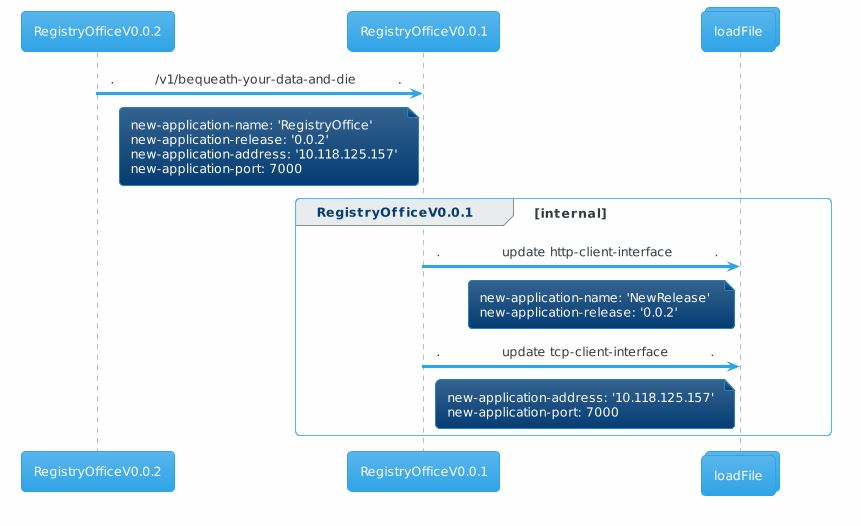 RegistryOfficeV0.0.2
RegistryOfficeV0.0.1
loadFile
. /v1/bequeath-your-data-and-die .
new-application-name: 'RegistryOffice'
new-application-release: '0.0.2'
new-application-address: '10.118.125.157'
new-application-port: 7000
RegistryOfficeV0.0.1 [internal]
. update http-client-interface .
new-application-name: 'NewRelease'
new-application-release: '0.0.2'
. update tcp-client-interface .
new-application-address: '10.118.125.157'
new-application-port: 7000
RegistryOfficeV0.0.2
RegistryOfficeV0.0.1
loadFile